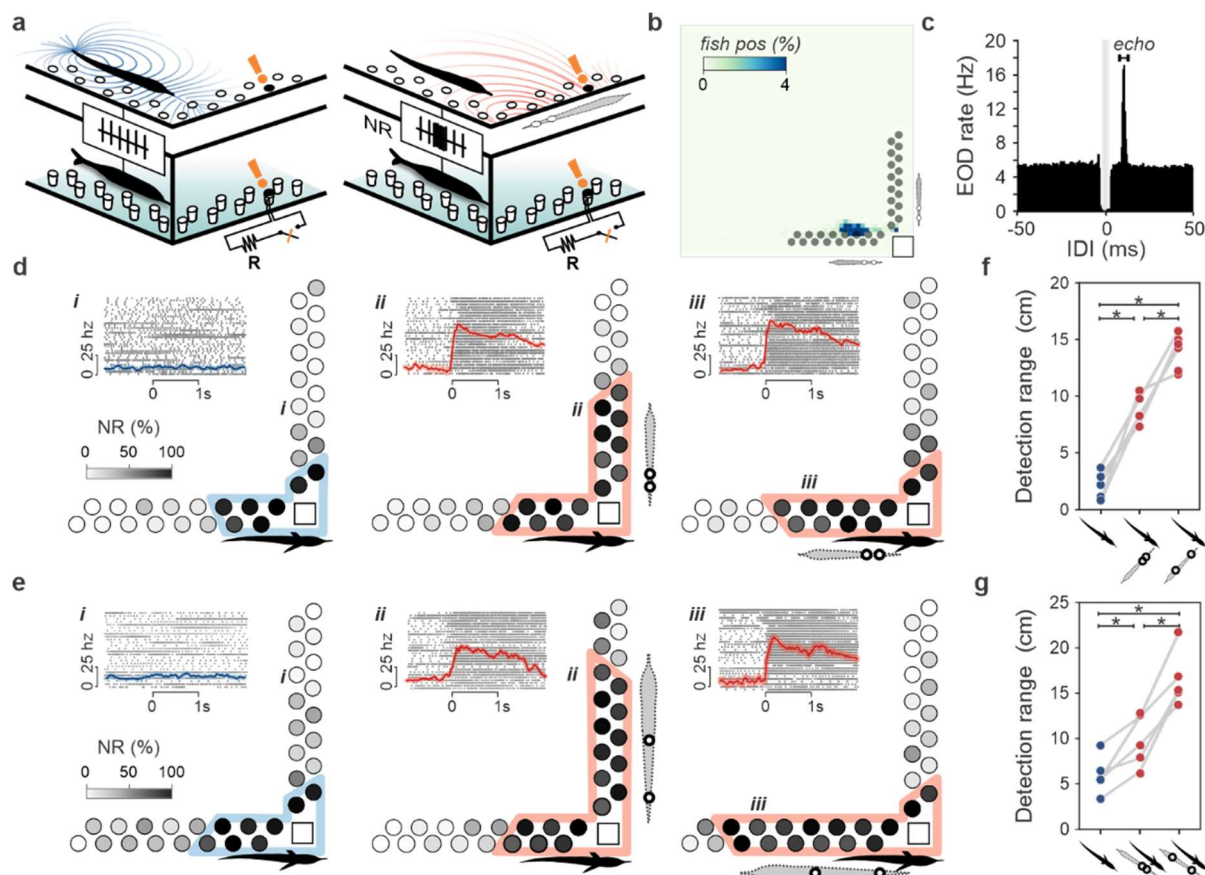 a
NR
R
R
b
fish pos (%)
0
4
c
EOD rate (Hz)
20
16
12
8
4
0
echo
-50
0
50
IDI (ms)
d
i
0 25 hz
0
1s
i
NR (%)
0
50
100
ii
0 25 hz
0
1s
ii
iii
0 25 hz
0
1s
iii
e
i
0 25 hz
0
1s
i
NR (%)
0
50
100
ii
0 25 hz
0
1s
ii
iii
0 25 hz
0
1s
iii
f
Detection range (cm)
20
15
10
5
0
*
* *
g
Detection range (cm)
25
20
15
10
5
0
*
* *